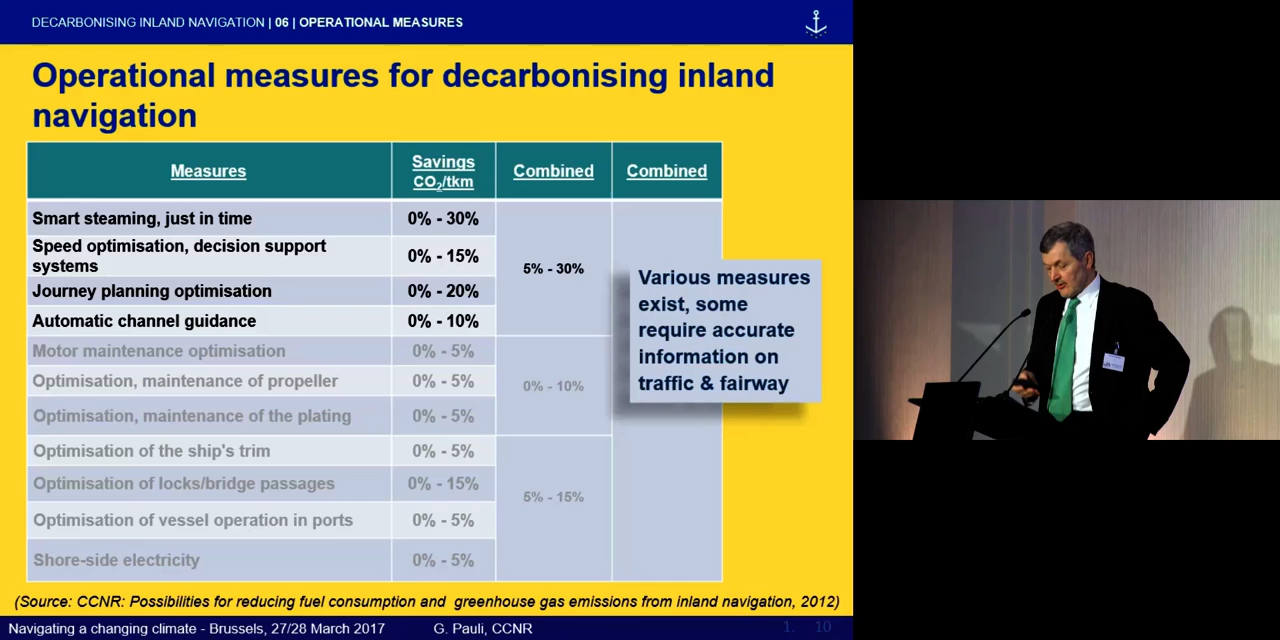 DECARBONISING INLAND NAVIGATION | 06 | OPERATIONAL MEASURES
Operational measures for decarbonising inland
navigation
Measures
Savings
CO₂/tkm
Combined
Combined
Smart steaming, just in time
0% - 30%
Speed optimisation, decision support
systems
0% - 15%
5% - 30%
Journey planning optimisation
0% - 20%
Automatic channel guidance
0% - 10%
Motor maintenance optimisation
0% - 5%
Optimisation, maintenance of propeller
0% - 5%
0% - 10%
Optimisation, maintenance of the plating
0% - 5%
Optimisation of the ship's trim
0% - 5%
Optimisation of locks/bridge passages
0% - 15%
5% - 15%
Optimisation of vessel operation in ports
0% - 5%
Shore-side electricity
0% - 5%
Various measures
exist, some
require accurate
information on
traffic & fairway
(Source: CCNR: Possibilities for reducing fuel consumption and greenhouse gas emissions from inland navigation, 2012)
Navigating a changing climate - Brussels, 27/28 March 2017 G. Pauli, CCNR 1. 10